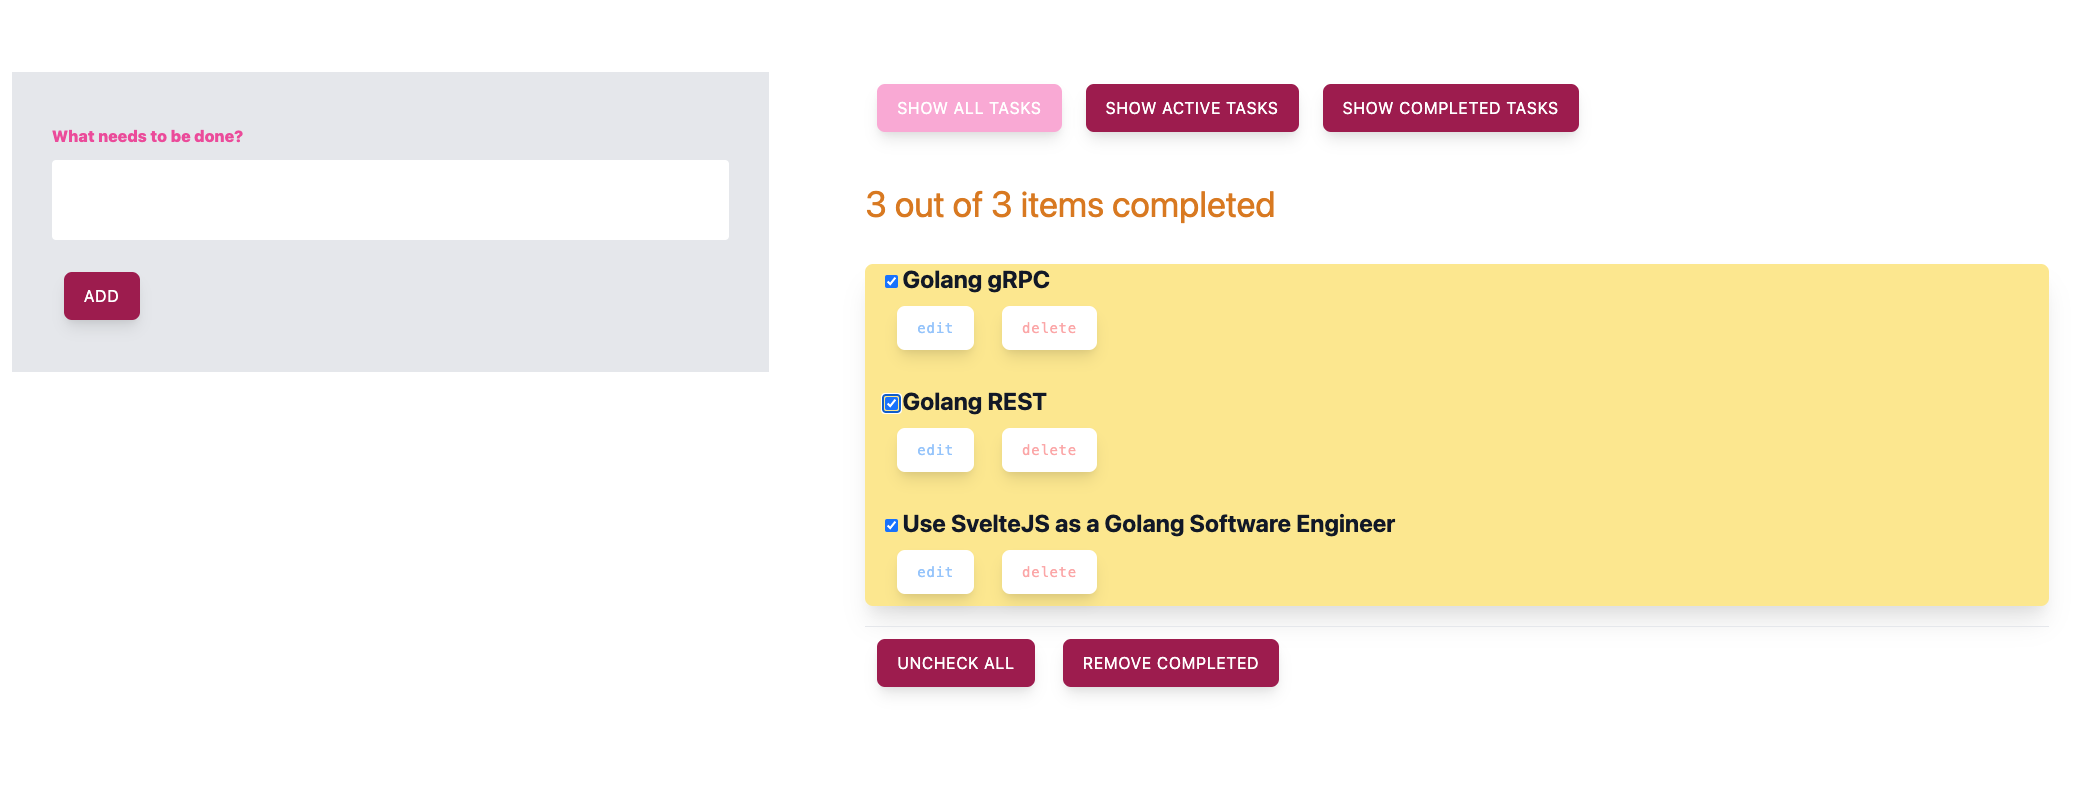 What needs to be done?
ADD
SHOW ALL TASKS SHOW ACTIVE TASKS SHOW COMPLETED TASKS
3 out of 3 items completed
Golang gRPC
edit delete
Golang REST
edit delete
Use SvelteJS as a Golang Software Engineer
edit delete
UNCHECK ALL REMOVE COMPLETED